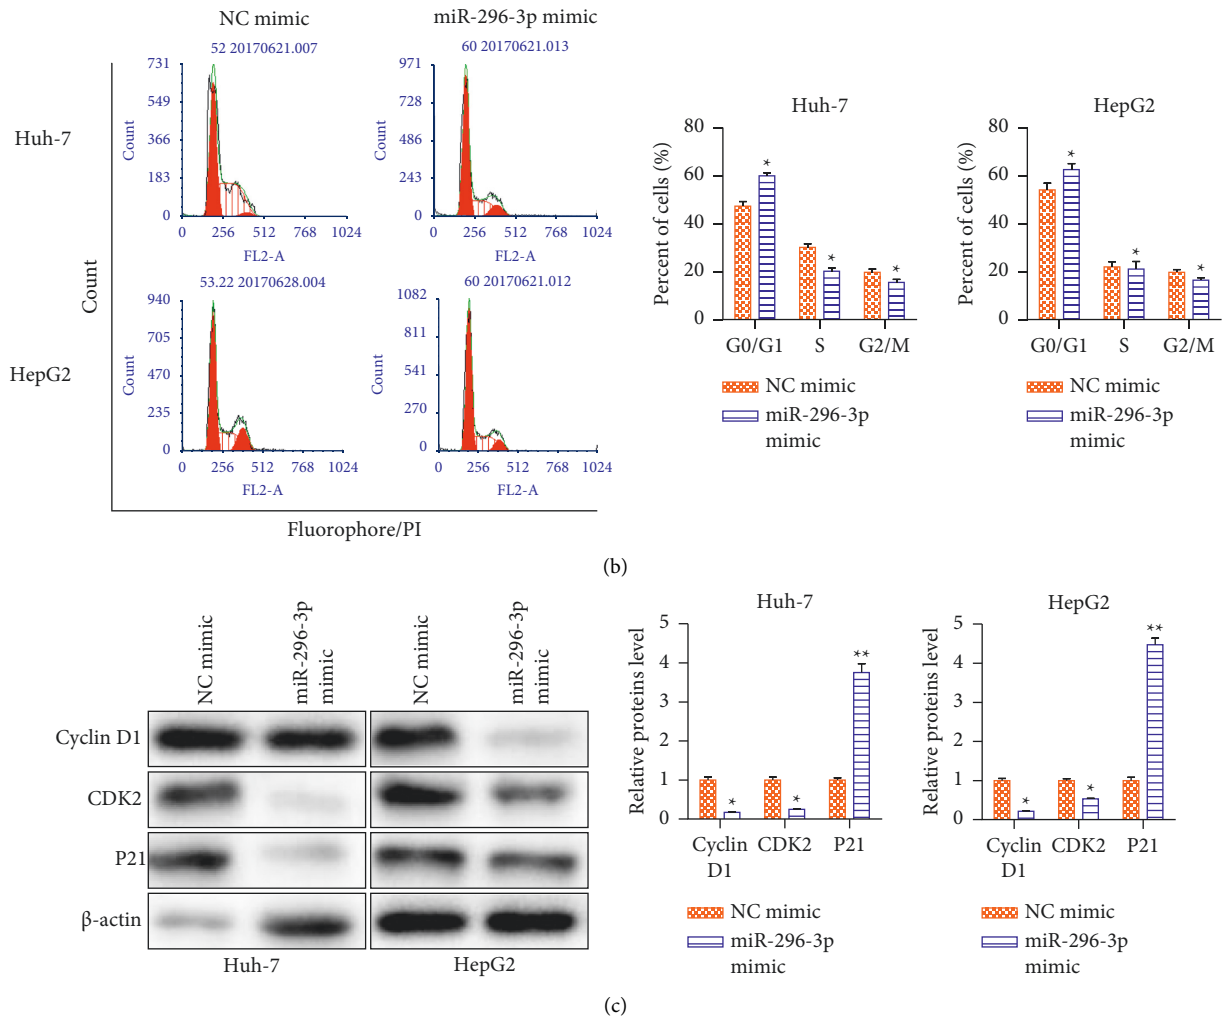 NC mimic
miR-296-3p mimic
Huh-7
52 20170621.007
731
549
366
183
0
Count
0 256 512 768 1024
FL2-A
60 20170621.013
971
728
486
243
0
Count
0 256 512 768 1024
FL2-A
Count
HepG2
53.22 20170628.004
940
705
470
235
0
Count
0 256 512 768 1024
FL2-A
60 20170621.012
1082
811
541
270
0
Count
0 256 512 768 1024
FL2-A
Fluorophore/PI
Huh-7
Percent of cells (%)
80
60
40
20
0
*
*
*
G0/G1 S G2/M
NC mimic
miR-296-3p
mimic
HepG2
Percent of cells (%)
80
60
40
20
0
*
*
*
G0/G1 S G2/M
NC mimic
miR-296-3p
mimic
(b)
NC mimic
miR-296-3p
mimic
NC mimic
miR-296-3p
mimic
Cyclin D1
CDK2
P21
β-actin
Huh-7
HepG2
Huh-7
Relative proteins level
5
4
3
2
1
0
*
*
**
Cyclin CDK2 P21
D1
NC mimic
miR-296-3p
mimic
HepG2
Relative proteins level
5
4
3
2
1
0
*
*
**
Cyclin CDK2 P21
D1
NC mimic
miR-296-3p
mimic
(c)